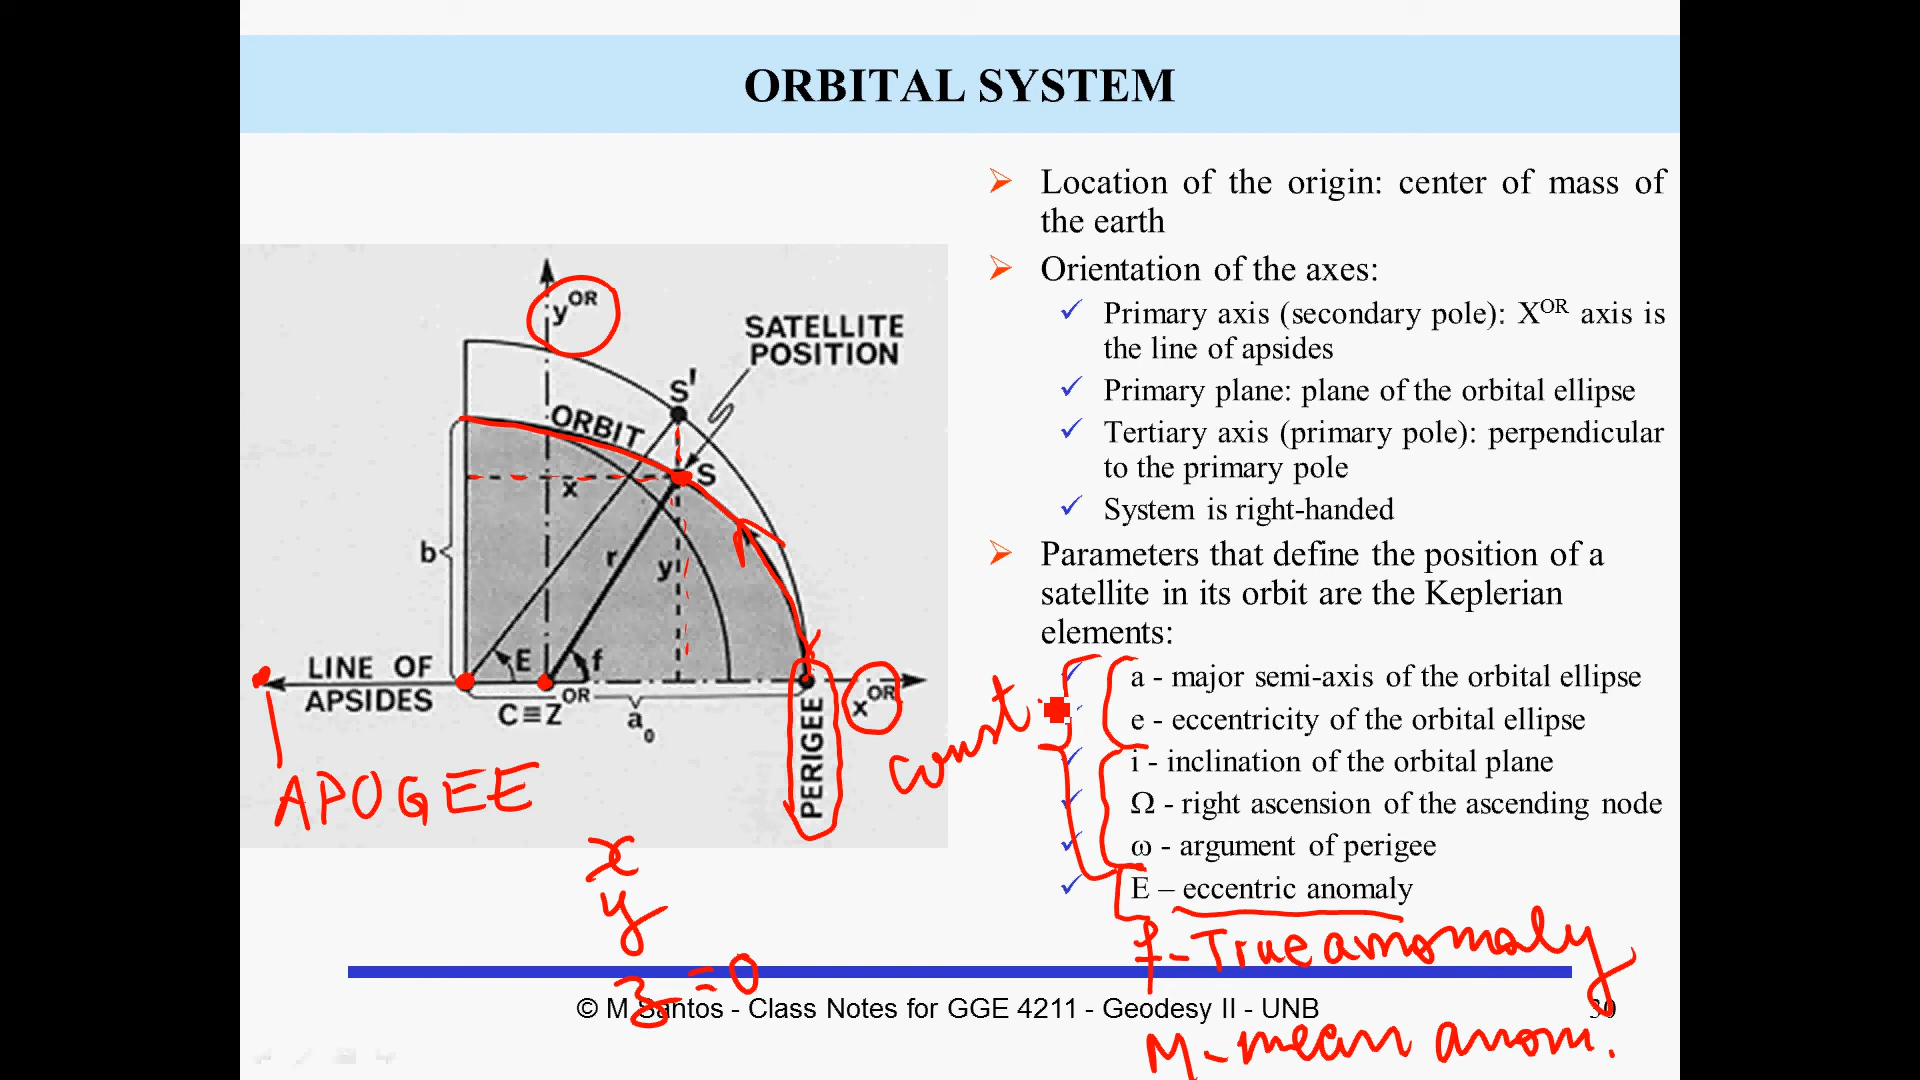 ORBITAL SYSTEM
y OR
SATELLITE
POSITION
S'
ORBIT
S
x
b
r
y
E
f
LINE OF
APSIDES
C≡Z OR
a₀
x OR
PERIGEE
APOGEE
x
y
z = 0
➢ Location of the origin: center of mass of
the earth
➢ Orientation of the axes:
✓ Primary axis (secondary pole): Xᴼᴿ axis is
the line of apsides
✓ Primary plane: plane of the orbital ellipse
✓ Tertiary axis (primary pole): perpendicular
to the primary pole
✓ System is right-handed
➢ Parameters that define the position of a
satellite in its orbit are the Keplerian
elements:
const.
✓ a - major semi-axis of the orbital ellipse
✓ e - eccentricity of the orbital ellipse
✓ i - inclination of the orbital plane
✓ Ω - right ascension of the ascending node
✓ ω - argument of perigee
✓ E – eccentric anomaly
f - True anomaly
M - mean anom.
© M Santos - Class Notes for GGE 4211 - Geodesy II - UNB
30